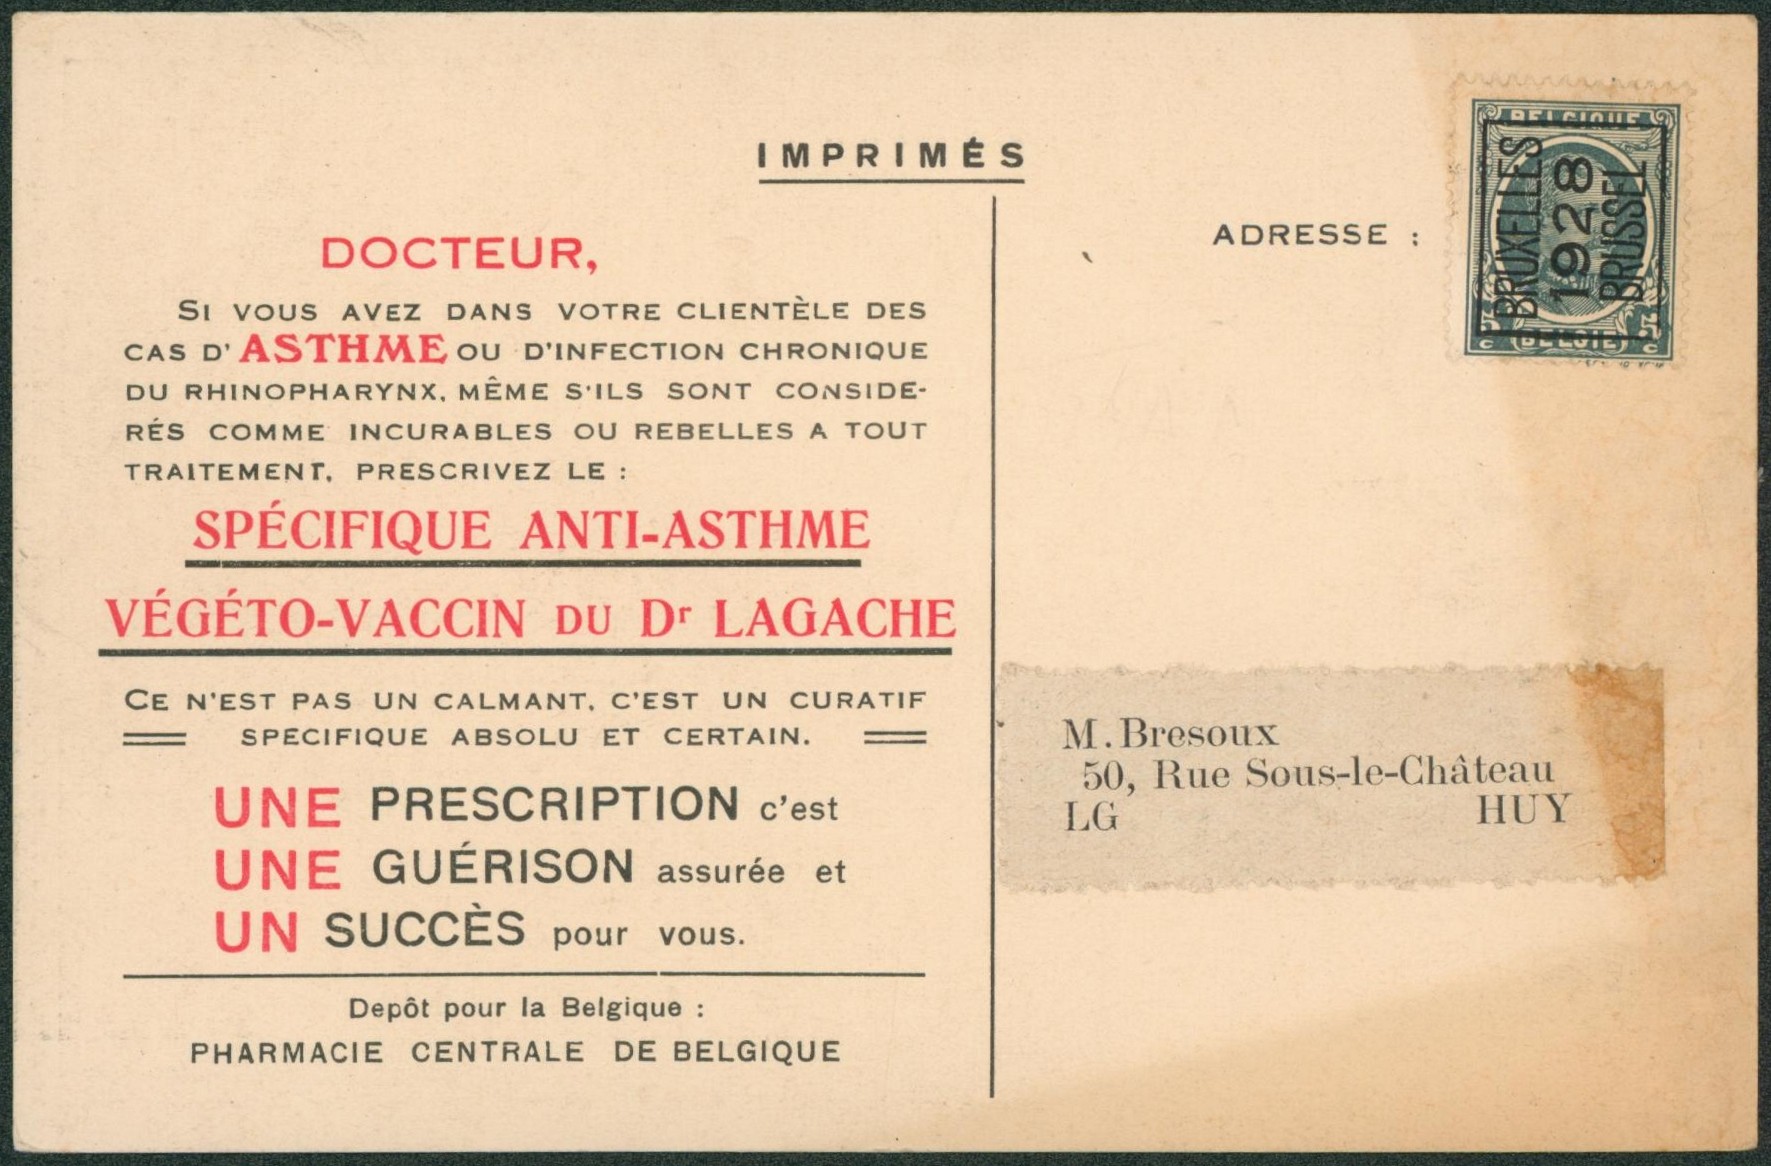 IMPRIMÉS
DOCTEUR,
SI VOUS AVEZ DANS VOTRE CLIENTÈLE DES
CAS D'ASTHME OU D'INFECTION CHRONIQUE
DU RHINOPHARYNX, MÊME S'ILS SONT CONSIDE-
RÉS COMME INCURABLES OU REBELLES A TOUT
TRAITEMENT, PRESCRIVEZ LE :
SPÉCIFIQUE ANTI-ASTHME
VÉGÉTO-VACCIN DU Dr LAGACHE
CE N'EST PAS UN CALMANT, C'EST UN CURATIF
SPECIFIQUE ABSOLU ET CERTAIN.
UNE PRESCRIPTION c'est
UNE GUÉRISON assurée et
UN SUCCÈS pour vous.
Depôt pour la Belgique :
PHARMACIE CENTRALE DE BELGIQUE
ADRESSE :
BELGIQUE
BRUXELLES
1928
BRUSSEL
BELGIE
c c
M. Bresoux
50, Rue Sous-le-Château
LG HUY